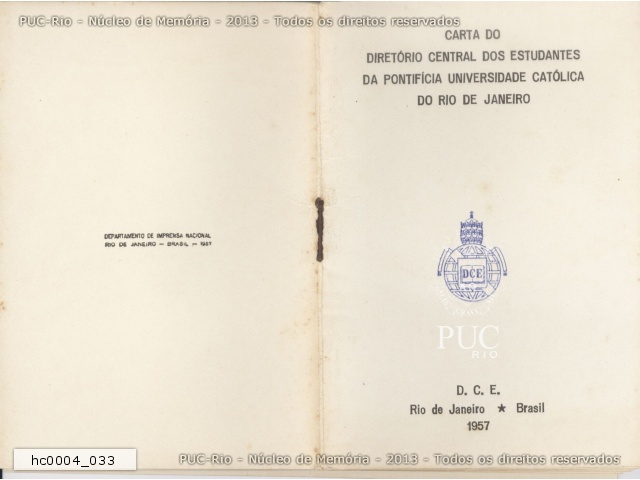 PUC-Rio - Núcleo de Memória - 2013 - Todos os direitos reservados
DEPARTAMENTO DE IMPRENSA NACIONAL
RIO DE JANEIRO — BRASIL — 1957
CARTA DO
DIRETÓRIO CENTRAL DOS ESTUDANTES
DA PONTIFÍCIA UNIVERSIDADE CATÓLICA
DO RIO DE JANEIRO
DCE
PUC
RIO
D. C. E.
Rio de Janeiro ★ Brasil
1957
hc0004_033
PUC-Rio - Núcleo de Memória - 2013 - Todos os direitos reservados